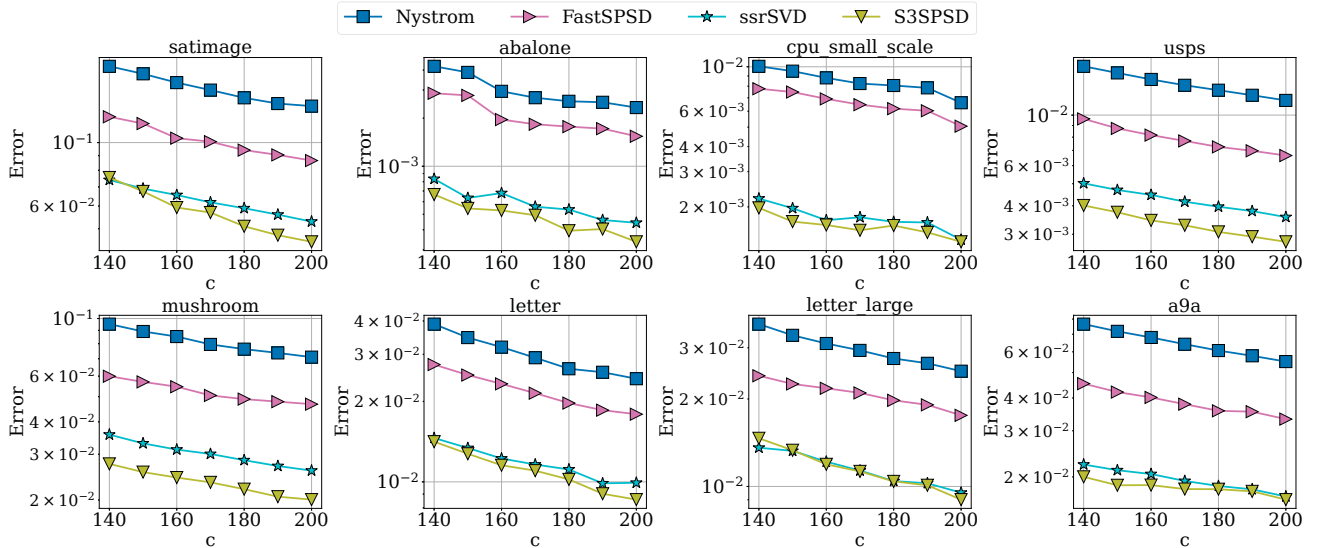 Nystrom FastSPSD ssrSVD S3SPSD
satimage abalone cpu_small_scale usps
Error
10⁻¹
6 × 10⁻²
140 160 180 200
c
Error
10⁻³
140 160 180 200
c
Error
10⁻²
6 × 10⁻³
4 × 10⁻³
3 × 10⁻³
2 × 10⁻³
140 160 180 200
c
Error
10⁻²
6 × 10⁻³
4 × 10⁻³
3 × 10⁻³
140 160 180 200
c
mushroom letter letter_large a9a
Error
10⁻¹
6 × 10⁻²
4 × 10⁻²
3 × 10⁻²
2 × 10⁻²
140 160 180 200
c
Error
4 × 10⁻²
3 × 10⁻²
2 × 10⁻²
10⁻²
140 160 180 200
c
Error
3 × 10⁻²
2 × 10⁻²
10⁻²
140 160 180 200
c
Error
6 × 10⁻²
4 × 10⁻²
3 × 10⁻²
2 × 10⁻²
140 160 180 200
c